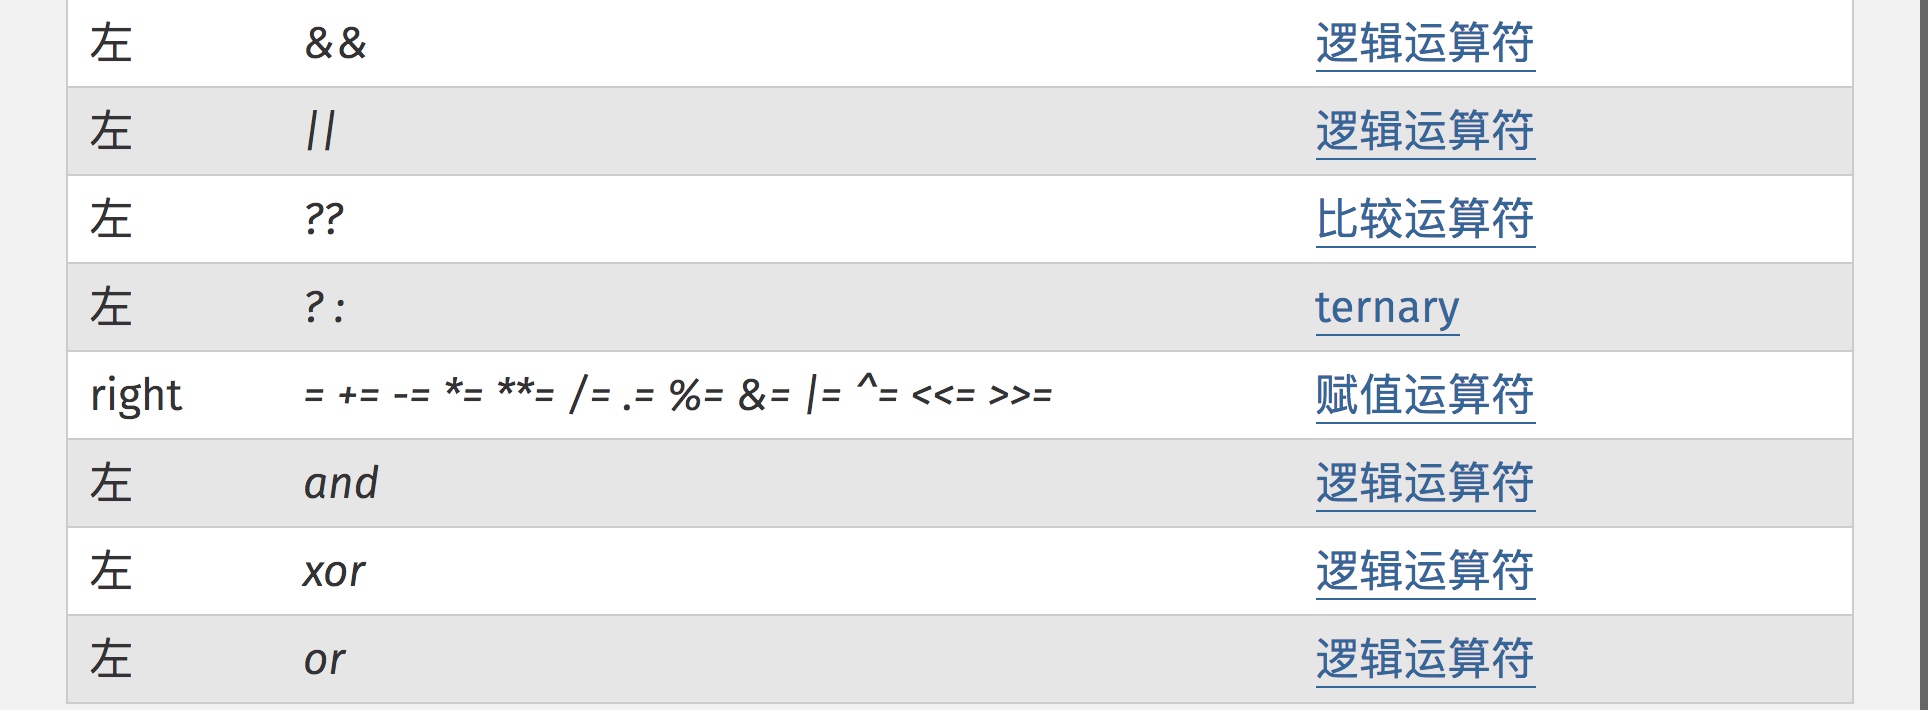 左 && 逻辑运算符
左 || 逻辑运算符
左 ?? 比较运算符
左 ? : ternary
right = += -= *= **= /= .= %= &= |= ^= <<= >>= 赋值运算符
左 and 逻辑运算符
左 xor 逻辑运算符
左 or 逻辑运算符